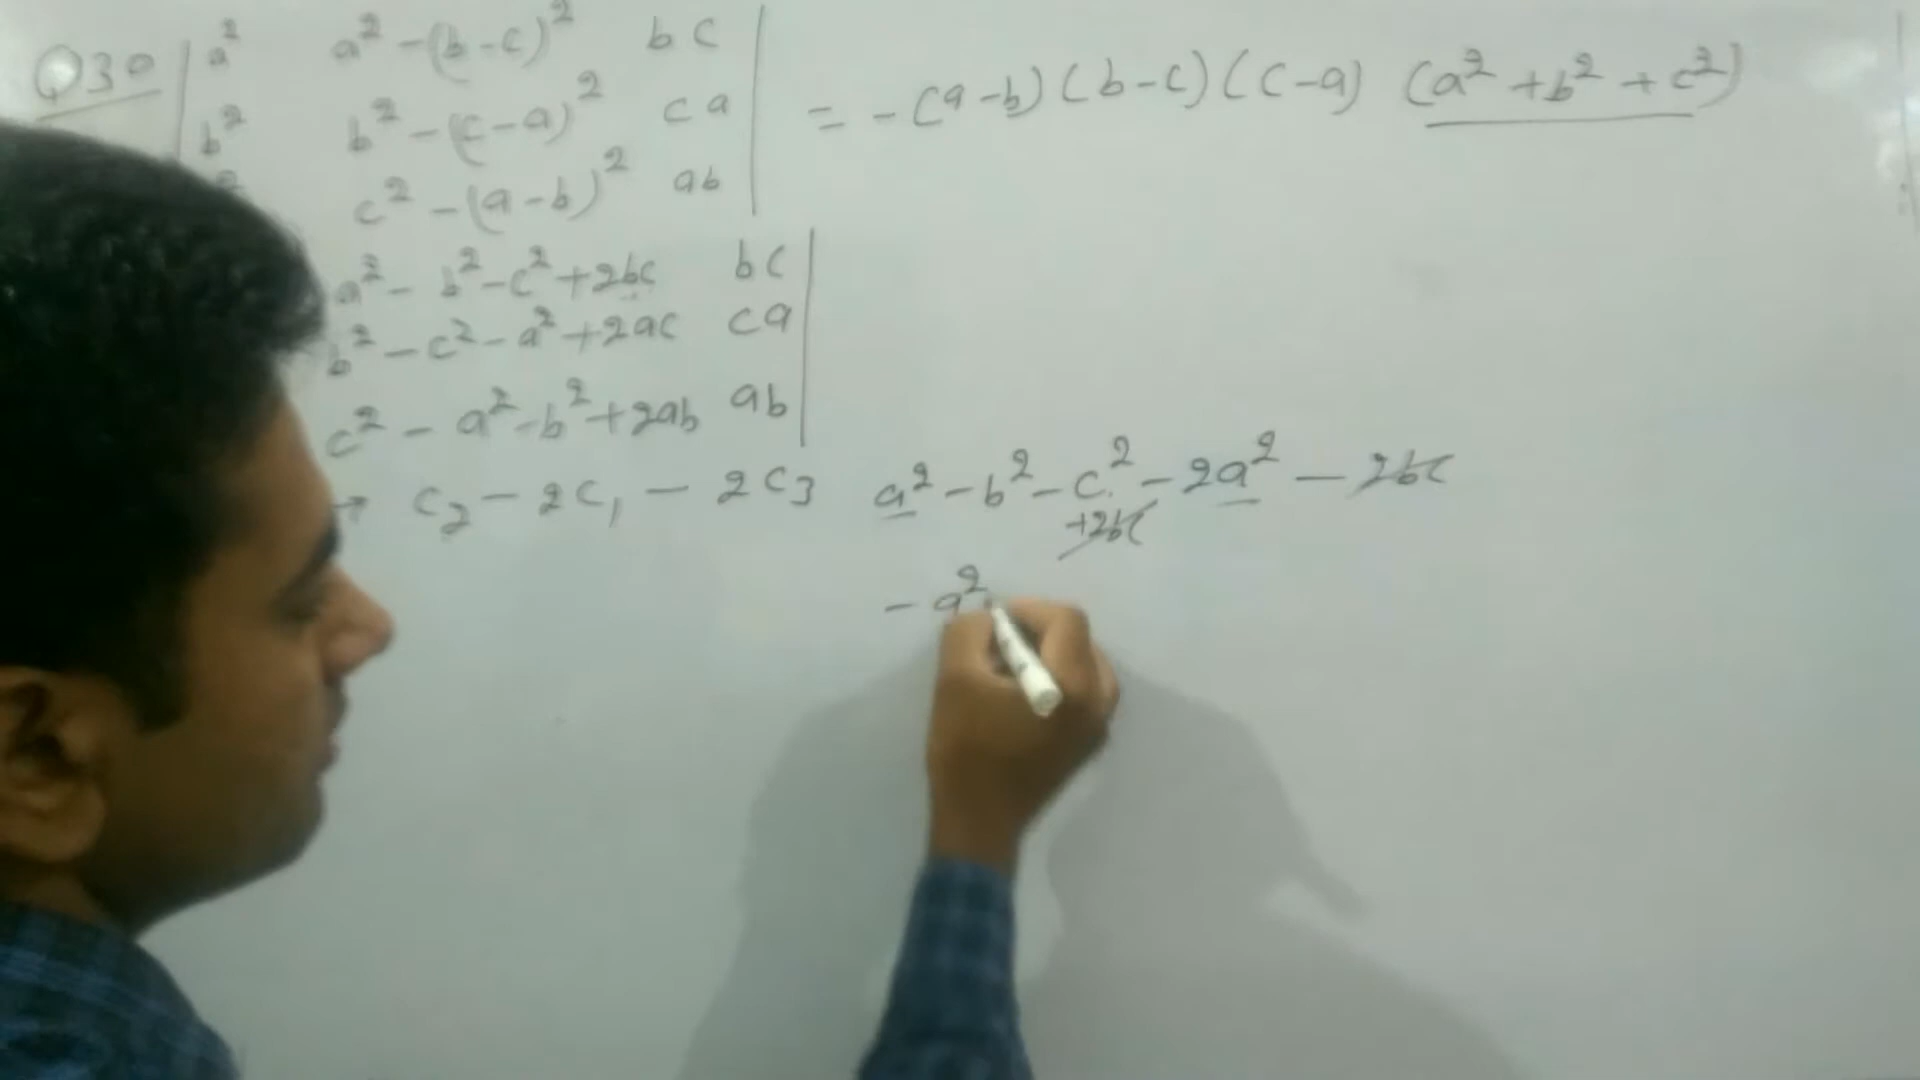 Q30 | a² a² - (b-c)² bc |
b² b² - (c-a)² ca | = - (a-b) (b-c) (c-a) (a² + b² + c²)
c² - (a-b)² ab
a² - b² - c² + 2bc bc |
b² - c² - a² + 2ac ca
c² - a² - b² + 2ab ab
→ C₂ - 2C₁ - 2C₃ a² - b² - c² - 2a² - 2bc
+2bc
- a²